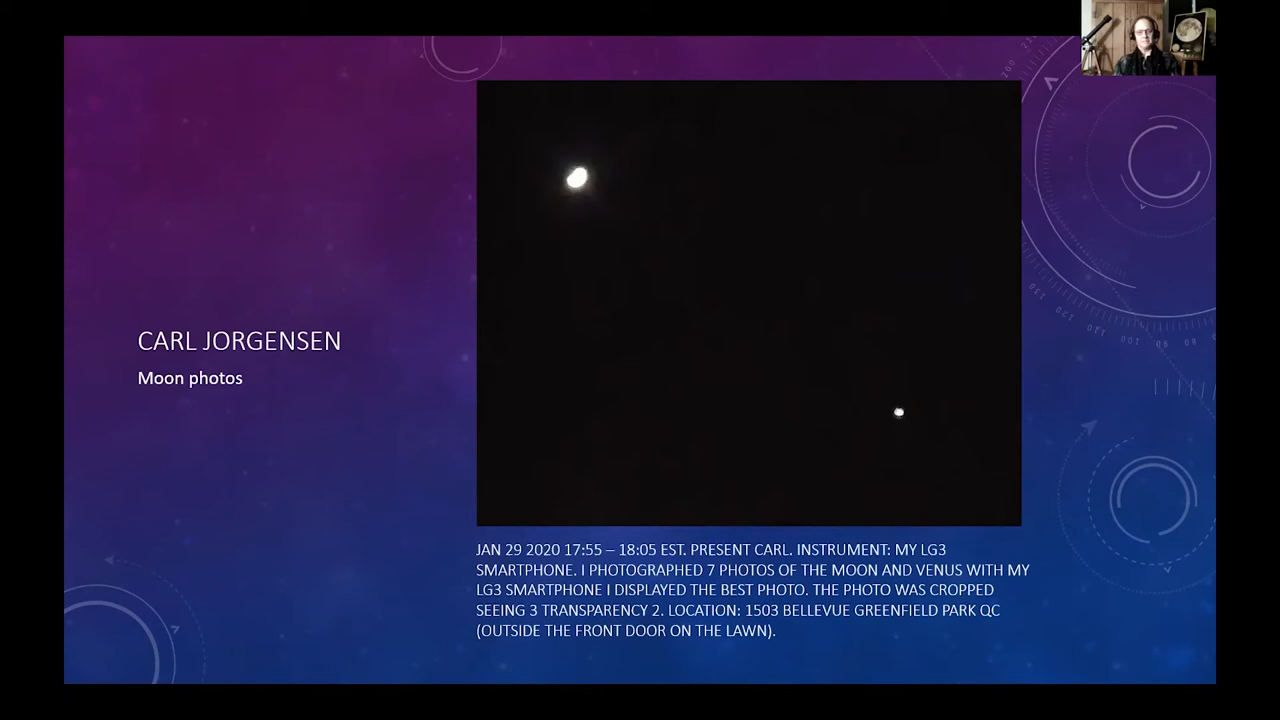 CARL JORGENSEN
Moon photos
JAN 29 2020 17:55 – 18:05 EST. PRESENT CARL. INSTRUMENT: MY LG3
SMARTPHONE. I PHOTOGRAPHED 7 PHOTOS OF THE MOON AND VENUS WITH MY
LG3 SMARTPHONE I DISPLAYED THE BEST PHOTO. THE PHOTO WAS CROPPED
SEEING 3 TRANSPARENCY 2. LOCATION: 1503 BELLEVUE GREENFIELD PARK QC
(OUTSIDE THE FRONT DOOR ON THE LAWN).